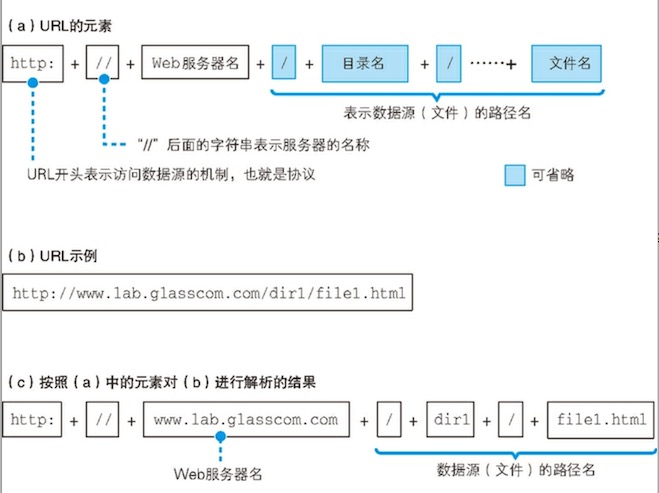 （a）URL的元素
http: + // + Web服务器名 + / + 目录名 + / ……+ 文件名
表示数据源（文件）的路径名
“//”后面的字符串表示服务器的名称
URL开头表示访问数据源的机制，也就是协议
可省略
（b）URL示例
http://www.lab.glasscom.com/dir1/file1.html
（c）按照（a）中的元素对（b）进行解析的结果
http: + // + www.lab.glasscom.com + / + dir1 + / + file1.html
Web服务器名
数据源（文件）的路径名